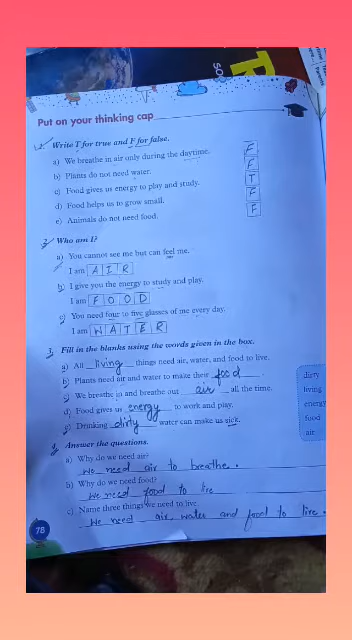 Put on your thinking cap
1. Write T for true and F for false.
a) We breathe in air only during the daytime. F
b) Plants do not need water. F
c) Food gives us energy to play and study. T
d) Food helps us to grow small. F
e) Animals do not need food. F
2. Who am I?
a) You cannot see me but can feel me.
I am A I R
b) I give you the energy to study and play.
I am F O O D
c) You need four to five glasses of me every day.
I am W A T E R
3. Fill in the blanks using the words given in the box.
a) All living things need air, water, and food to live.
b) Plants need air and water to make their food.
c) We breathe in and breathe out air all the time.
d) Food gives us energy to work and play.
e) Drinking dirty water can make us sick.
dirty
living
energy
food
air
4. Answer the questions.
a) Why do we need air?
We need air to breathe.
b) Why do we need food?
We need food to live
c) Name three things we need to live.
We need air, water and food to live.
78